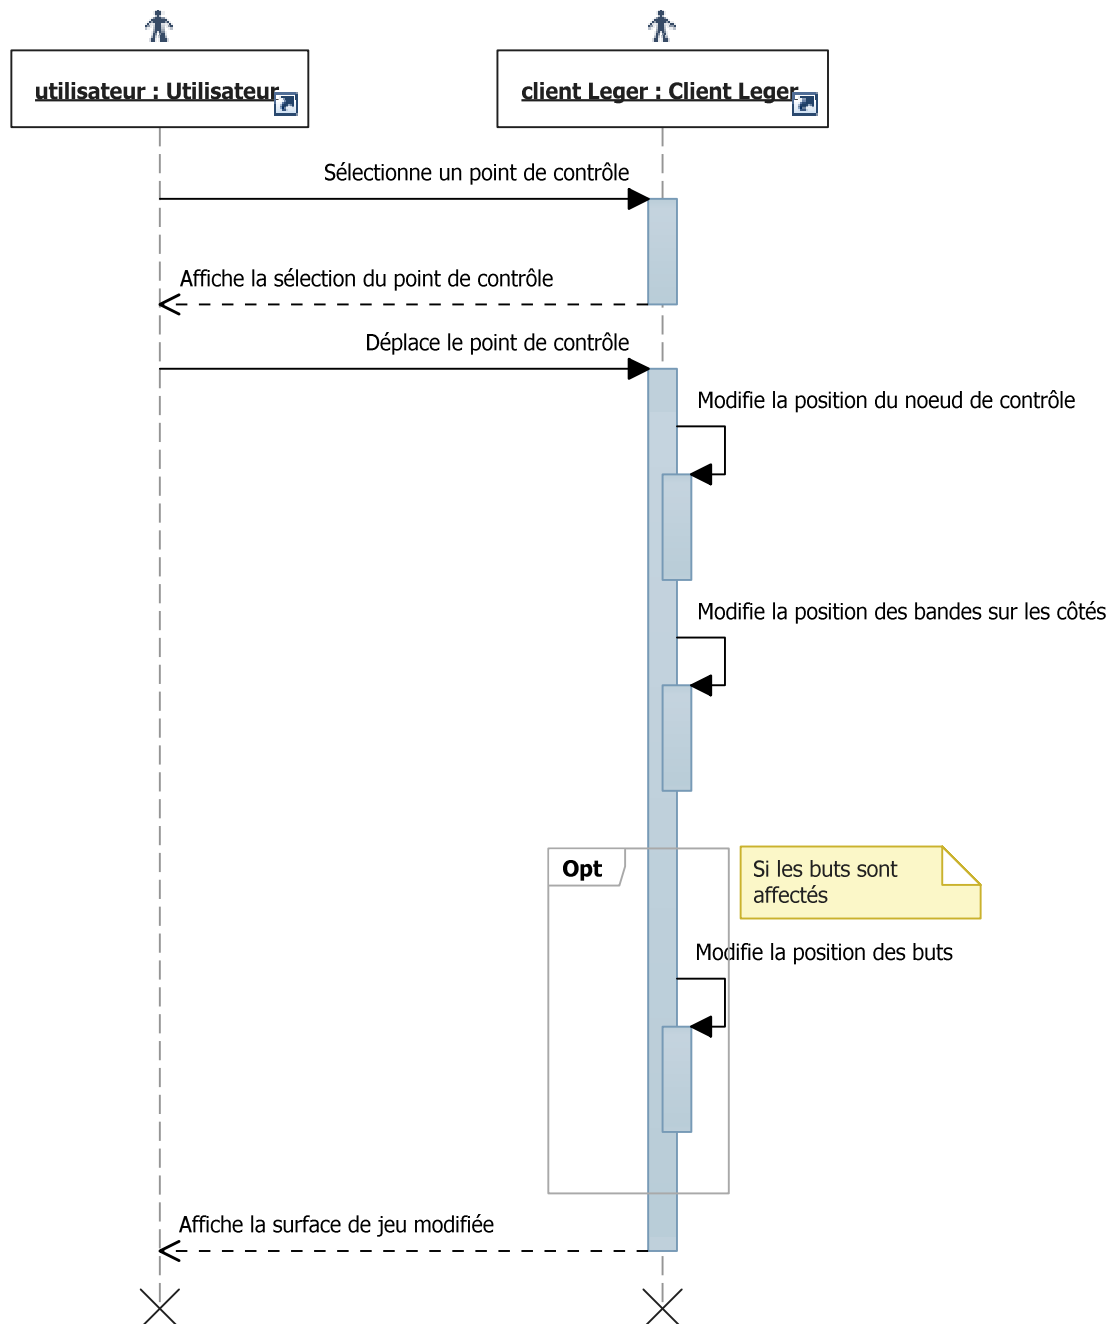 utilisateur : Utilisateur
client Leger : Client Leger
Sélectionne un point de contrôle
Affiche la sélection du point de contrôle
Déplace le point de contrôle
Modifie la position du noeud de contrôle
Modifie la position des bandes sur les côtés
Opt
Si les buts sont
affectés
Modifie la position des buts
Affiche la surface de jeu modifiée